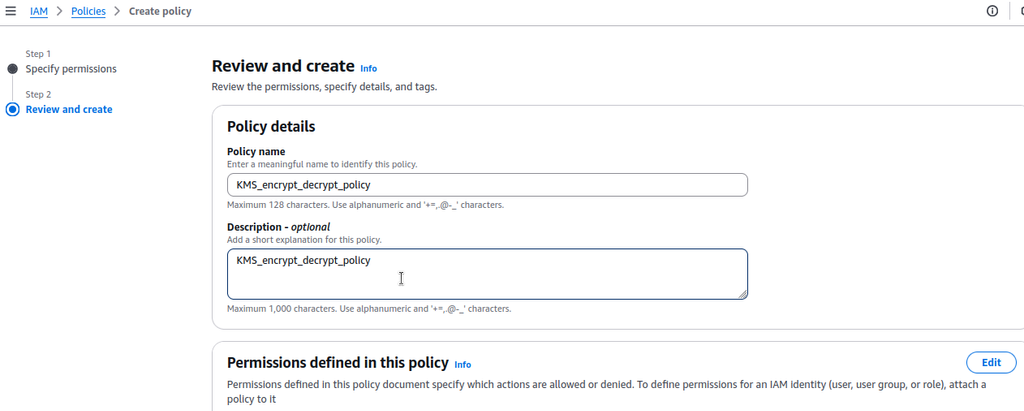 IAM > Policies > Create policy
Step 1
Specify permissions
Step 2
Review and create
Review and create Info
Review the permissions, specify details, and tags.
Policy details
Policy name
Enter a meaningful name to identify this policy.
KMS_encrypt_decrypt_policy
Maximum 128 characters. Use alphanumeric and '+=,.@-_' characters.
Description - optional
Add a short explanation for this policy.
KMS_encrypt_decrypt_policy
Maximum 1,000 characters. Use alphanumeric and '+=,.@-_' characters.
Permissions defined in this policy Info
Edit
Permissions defined in this policy document specify which actions are allowed or denied. To define permissions for an IAM identity (user, user group, or role), attach a
policy to it